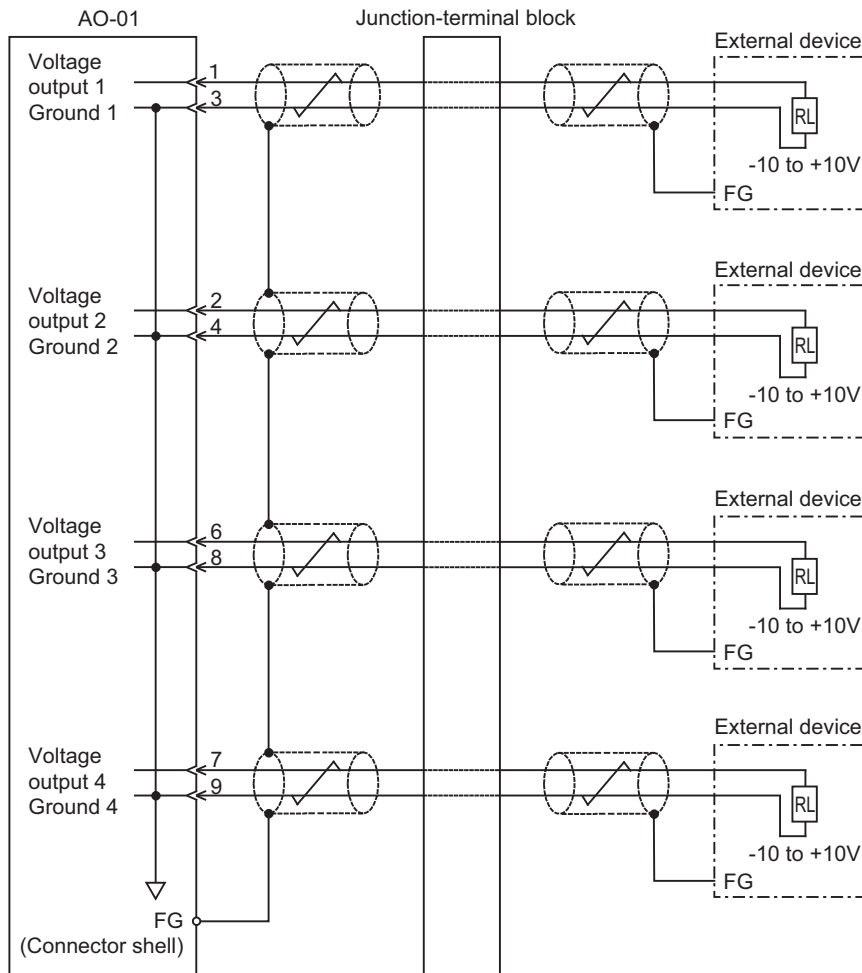 AO-01
Junction-terminal block
External device
Voltage
output 1
Ground 1
1
3
RL
-10 to +10V
FG
External device
Voltage
output 2
Ground 2
2
4
RL
-10 to +10V
FG
External device
Voltage
output 3
Ground 3
6
8
RL
-10 to +10V
FG
External device
Voltage
output 4
Ground 4
7
9
RL
-10 to +10V
FG
FG
(Connector shell)